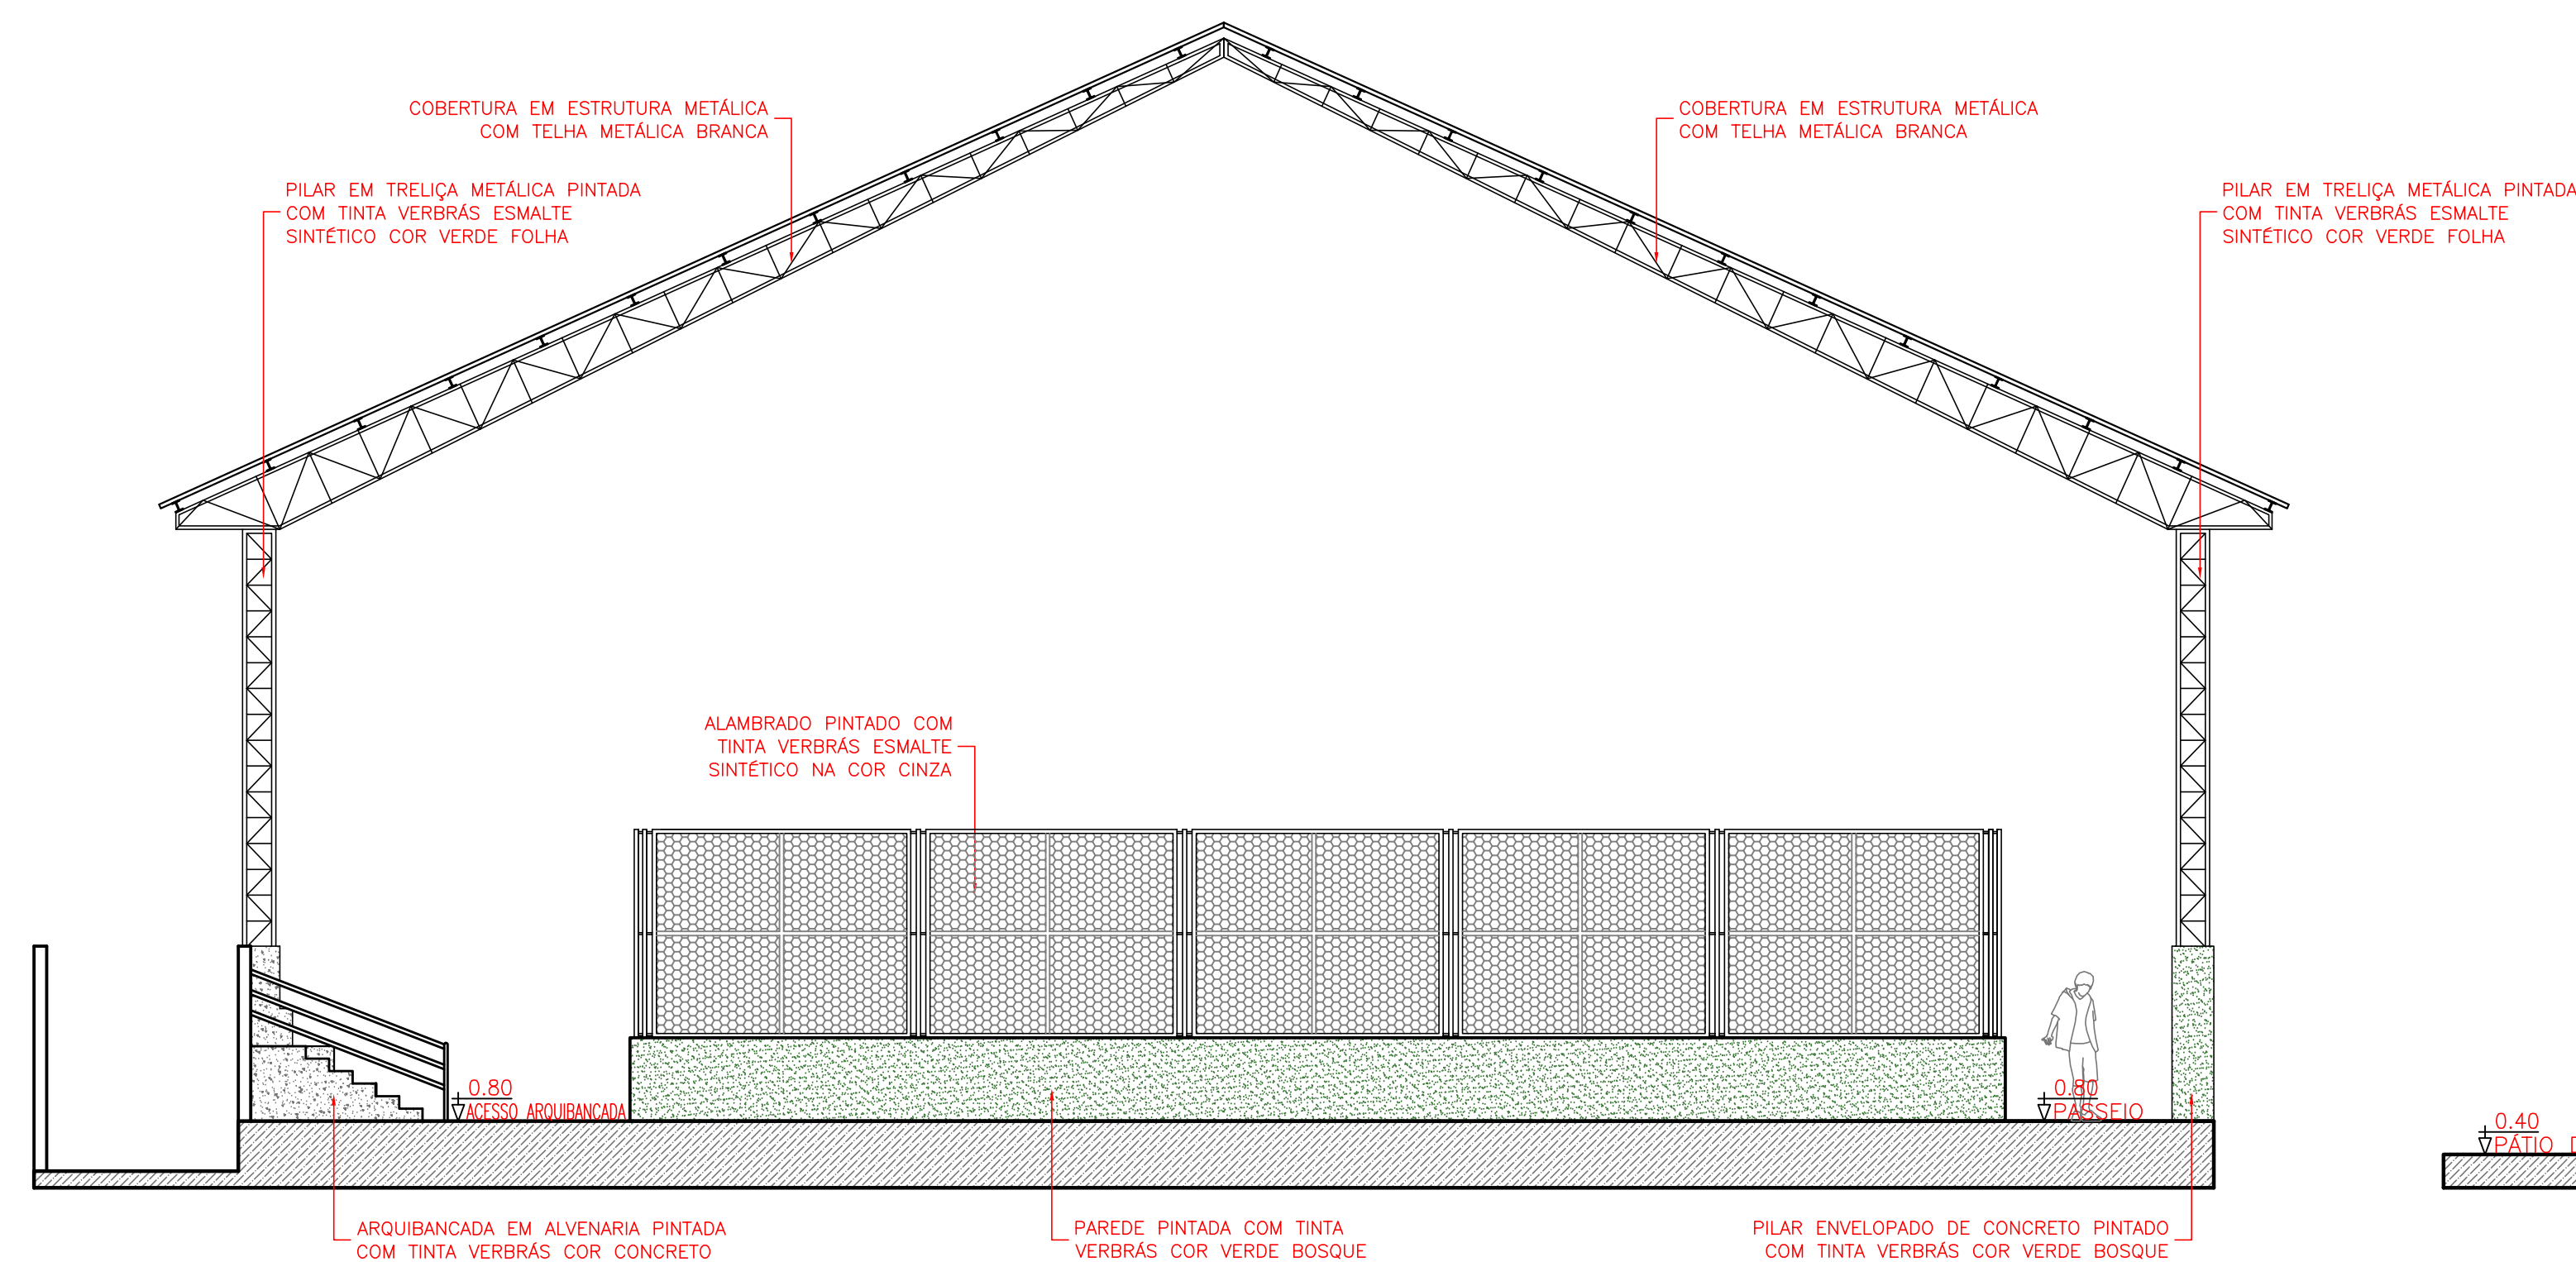 COBERTURA EM ESTRUTURA METÁLICA
COM TELHA METÁLICA BRANCA
COBERTURA EM ESTRUTURA METÁLICA
COM TELHA METÁLICA BRANCA
PILAR EM TRELIÇA METÁLICA PINTADA
COM TINTA VERBRÁS ESMALTE
SINTÉTICO COR VERDE FOLHA
PILAR EM TRELIÇA METÁLICA PINTADA
COM TINTA VERBRÁS ESMALTE
SINTÉTICO COR VERDE FOLHA
ALAMBRADO PINTADO COM
TINTA VERBRÁS ESMALTE
SINTÉTICO NA COR CINZA
0.80
ACESSO ARQUIBANCADA
0.80
PASSEIO
0.40
PÁTIO
ARQUIBANCADA EM ALVENARIA PINTADA
COM TINTA VERBRÁS COR CONCRETO
PAREDE PINTADA COM TINTA
VERBRÁS COR VERDE BOSQUE
PILAR ENVELOPADO DE CONCRETO PINTADO
COM TINTA VERBRÁS COR VERDE BOSQUE